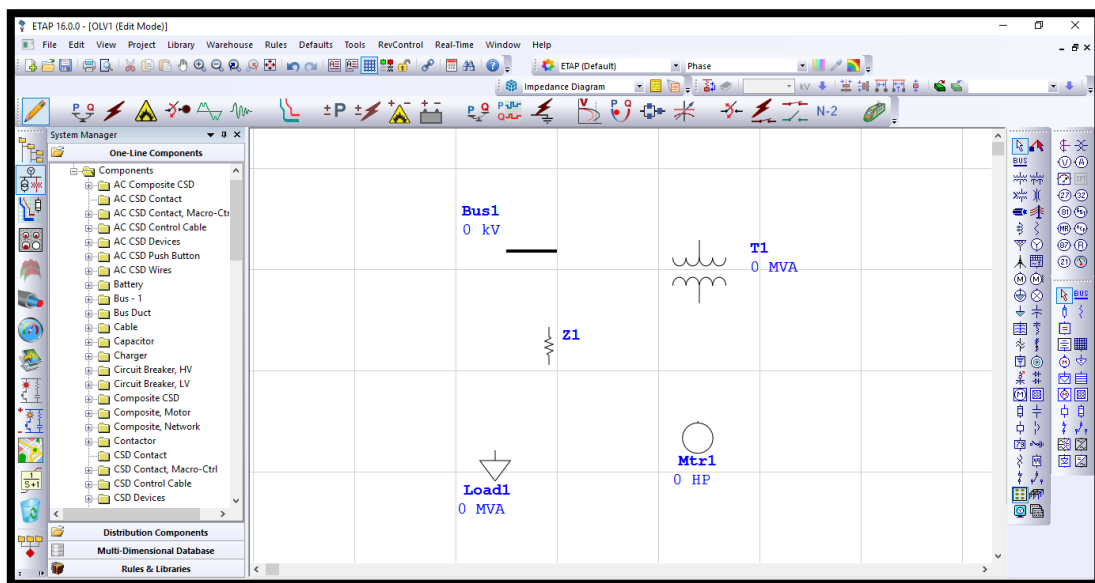 ETAP 16.0.0 - [OLV1 (Edit Mode)]
File Edit View Project Library Warehouse Rules Defaults Tools RevControl Real-Time Window Help
ETAP (Default) Phase
Impedance Diagram kV
P Q ±P P Q V P Q N-2
System Manager
One-Line Components
Components
AC Composite CSD
AC CSD Contact
AC CSD Contact, Macro-Ctr
AC CSD Control Cable
AC CSD Devices
AC CSD Push Button
AC CSD Wires
Battery
Bus - 1
Bus Duct
Cable
Capacitor
Charger
Circuit Breaker, HV
Circuit Breaker, LV
Composite CSD
Composite, Motor
Composite, Network
Contactor
CSD Contact
CSD Contact, Macro-Ctrl
CSD Control Cable
CSD Devices
Distribution Components
Multi-Dimensional Database
Rules & Libraries
1
S+1
Bus1
0 kV
T1
0 MVA
Z1
Load1
0 MVA
Mtr1
0 HP
BUS
BUS